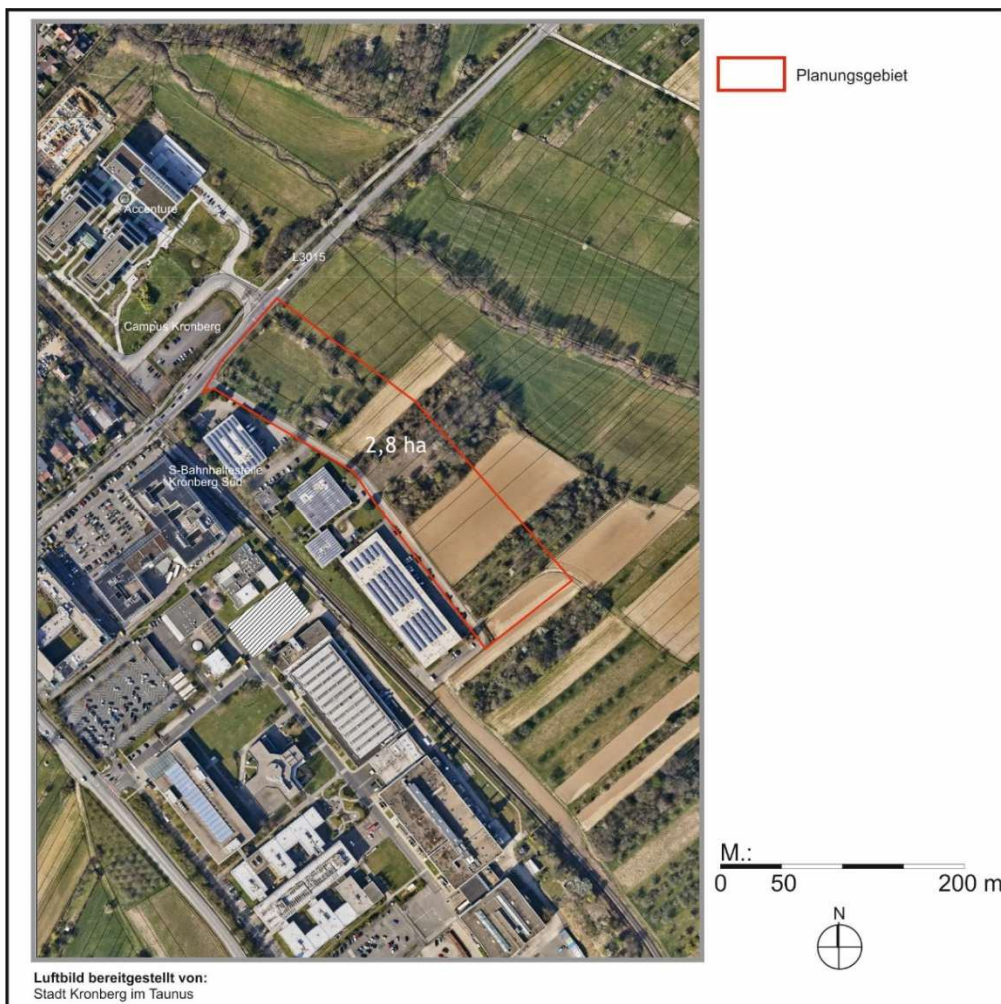 Planungsgebiet
Accenture
L3015
Campus Kronberg
2,8 ha
S-Bahnhaltestelle
Kronberg Süd
M.:
0 50 200 m
N
Luftbild bereitgestellt von:
Stadt Kronberg im Taunus